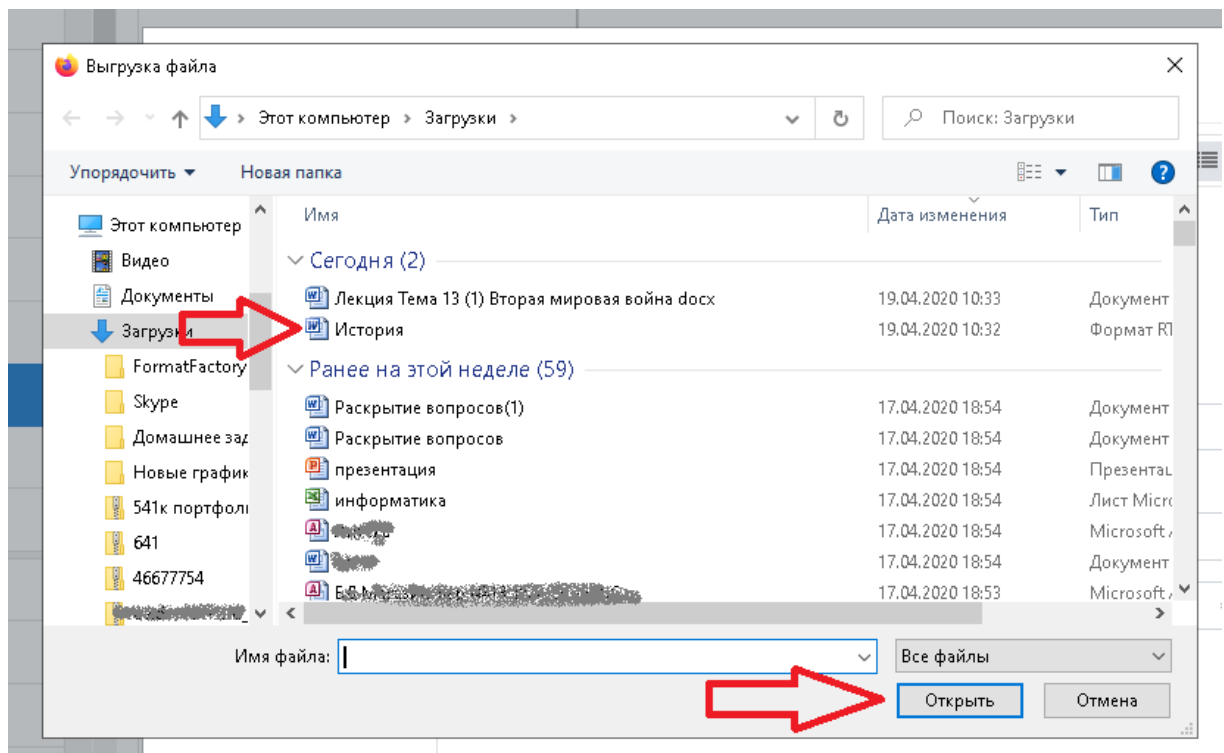 Выгрузка файла
Этот компьютер Загрузки
Поиск: Загрузки
Упорядочить Новая папка
Имя Дата изменения Тип
Этот компьютер
Видео
Документы
Загрузки
FormatFactory
Skype
Домашнее зад
Новые график
541к портфол
641
46677754
Сегодня (2)
Лекция Тема 13 (1) Вторая мировая война docx 19.04.2020 10:33 Документ
История 19.04.2020 10:32 Формат RT
Ранее на этой неделе (59)
Раскрытие вопросов(1) 17.04.2020 18:54 Документ
Раскрытие вопросов 17.04.2020 18:54 Документ
презентация 17.04.2020 18:54 Презентац
информатика 17.04.2020 18:54 Лист Micro
17.04.2020 18:54 Microsoft
17.04.2020 18:54 Документ
17.04.2020 18:53 Microsoft
Имя файла: Все файлы
Открыть Отмена